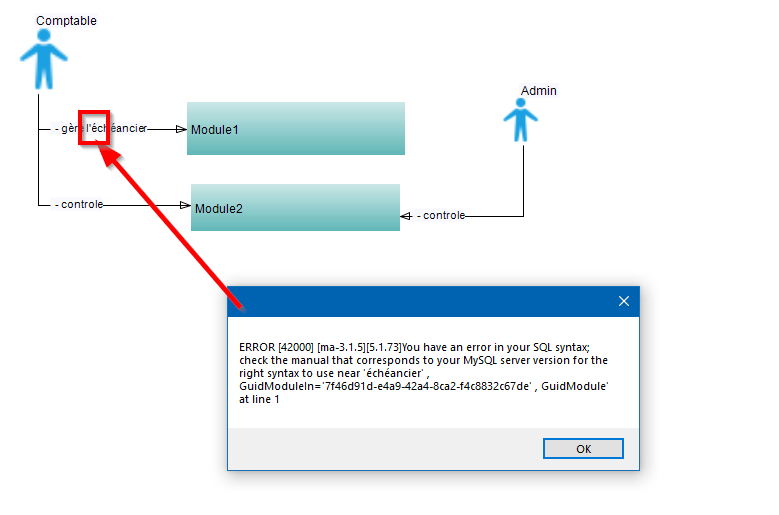 Comptable
Admin
- gère l'échéancier
Module1
- controle
Module2
- controle
ERROR [42000] [ma-3.1.5][5.1.73]You have an error in your SQL syntax;
check the manual that corresponds to your MySQL server version for the
right syntax to use near 'échéancier' ,
GuidModuleIn='7f46d91d-e4a9-42a4-8ca2-f4c8832c67de' , GuidModule'
at line 1
OK